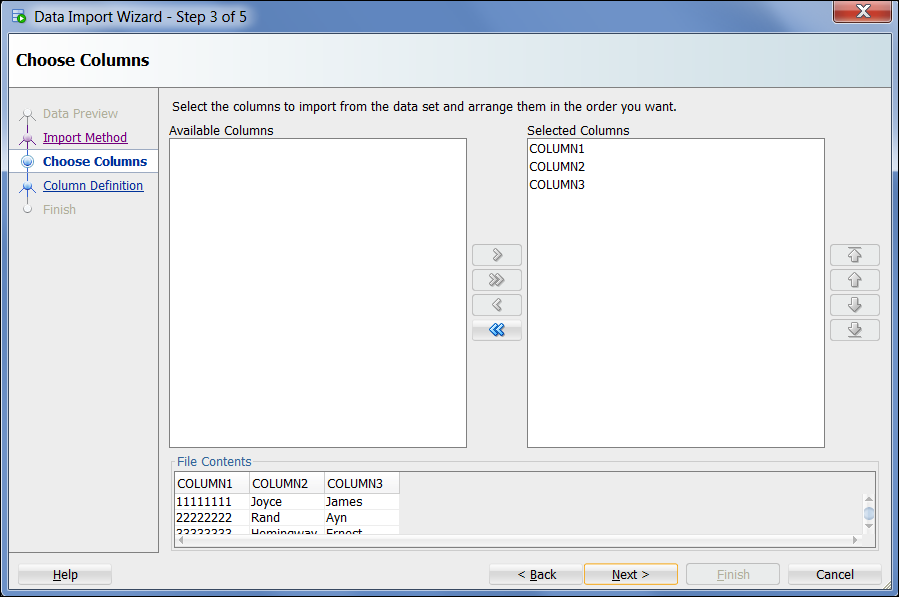 Data Import Wizard - Step 3 of 5
Choose Columns
Data Preview
Import Method
Choose Columns
Column Definition
Finish
Select the columns to import from the data set and arrange them in the order you want.
Available Columns
Selected Columns
COLUMN1
COLUMN2
COLUMN3
File Contents
COLUMN1 COLUMN2 COLUMN3
11111111 Joyce James
22222222 Rand Ayn
33333333 Hemingway Ernest
Help
< Back
Next >
Finish
Cancel